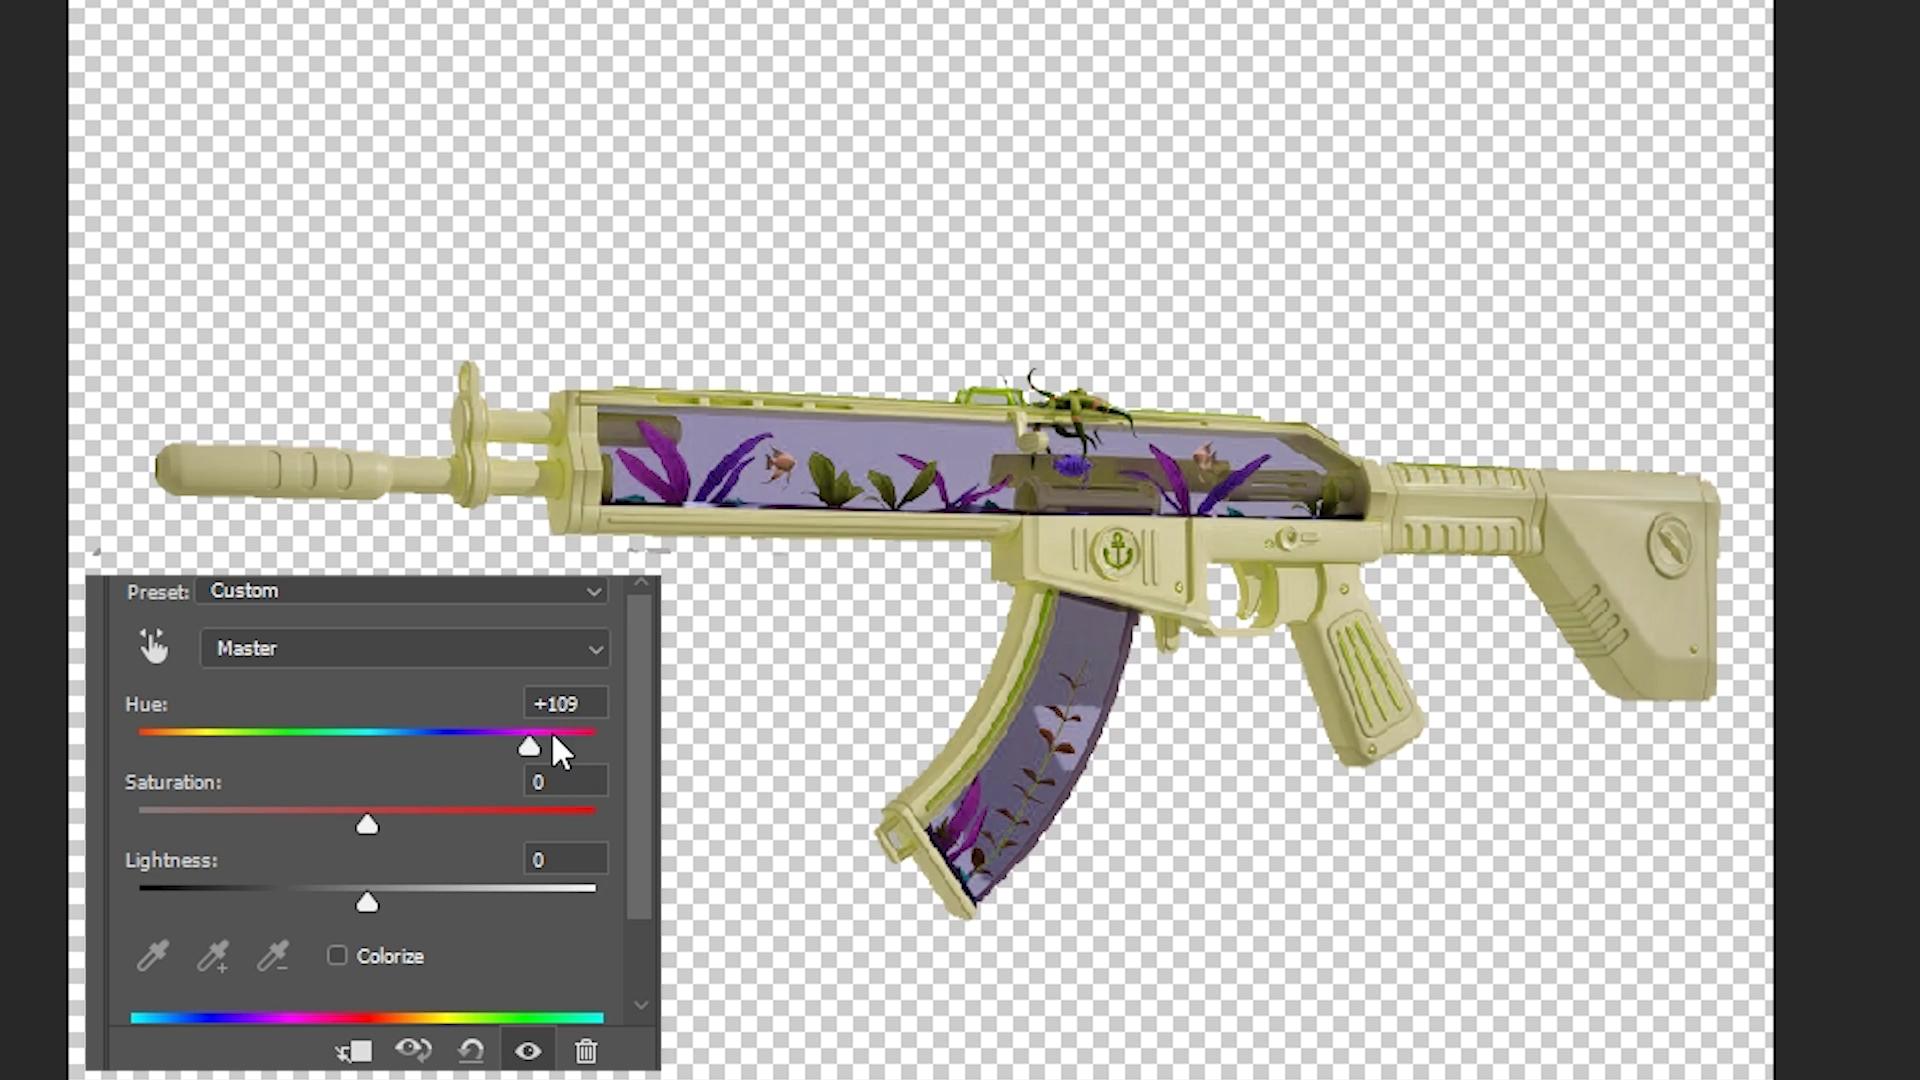 Preset: Custom
Master
Hue: +109
Saturation: 0
Lightness: 0
Colorize